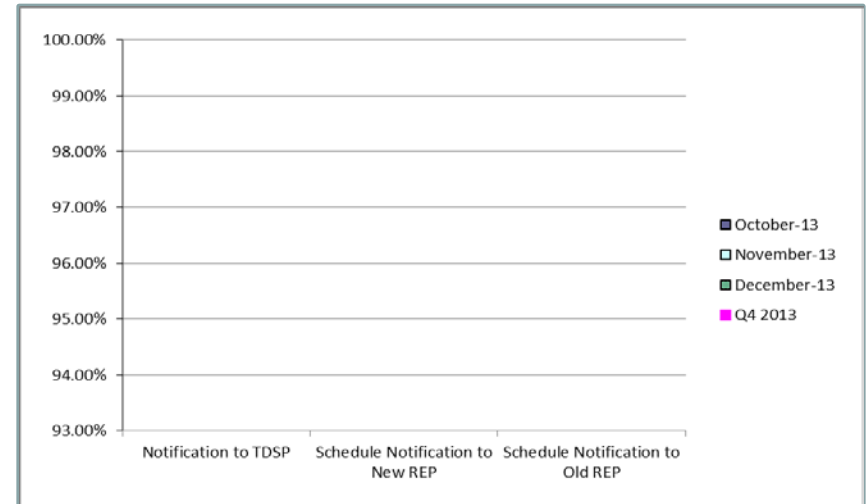 100.00%
99.00%
98.00%
97.00%
96.00%
95.00%
94.00%
93.00%
Notification to TDSP
Schedule Notification to
New REP
Schedule Notification to
Old REP
October-13
November-13
December-13
Q4 2013